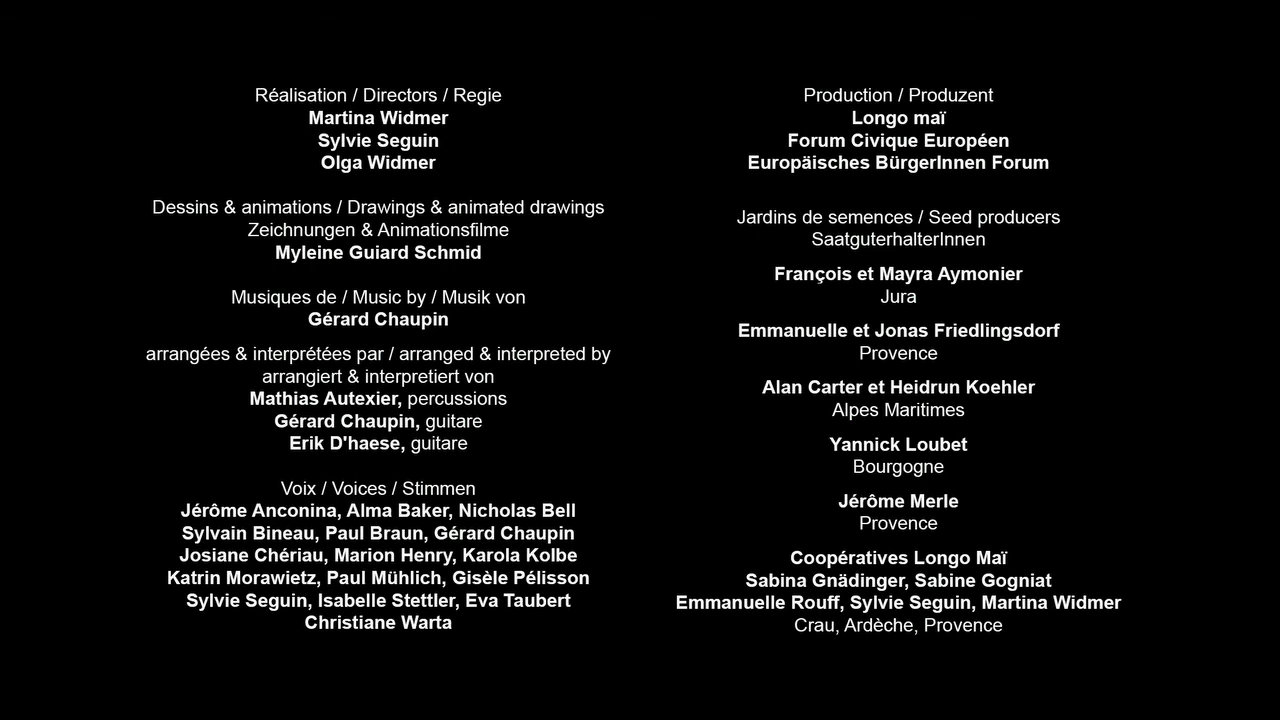 Réalisation / Directors / Regie
Martina Widmer
Sylvie Seguin
Olga Widmer
Dessins & animations / Drawings & animated drawings
Zeichnungen & Animationsfilme
Myleine Guiard Schmid
Musiques de / Music by / Musik von
Gérard Chaupin
arrangées & interprétées par / arranged & interpreted by
arrangiert & interpretiert von
Mathias Autexier, percussions
Gérard Chaupin, guitare
Erik D'haese, guitare
Voix / Voices / Stimmen
Jérôme Anconina, Alma Baker, Nicholas Bell
Sylvain Bineau, Paul Braun, Gérard Chaupin
Josiane Chériau, Marion Henry, Karola Kolbe
Katrin Morawietz, Paul Mühlich, Gisèle Pélisson
Sylvie Seguin, Isabelle Stettler, Eva Taubert
Christiane Warta
Production / Produzent
Longo maï
Forum Civique Européen
Europäisches BürgerInnen Forum
Jardins de semences / Seed producers
SaatguterhalterInnen
François et Mayra Aymonier
Jura
Emmanuelle et Jonas Friedlingsdorf
Provence
Alan Carter et Heidrun Koehler
Alpes Maritimes
Yannick Loubet
Bourgogne
Jérôme Merle
Provence
Coopératives Longo Maï
Sabina Gnädinger, Sabine Gogniat
Emmanuelle Rouff, Sylvie Seguin, Martina Widmer
Crau, Ardèche, Provence